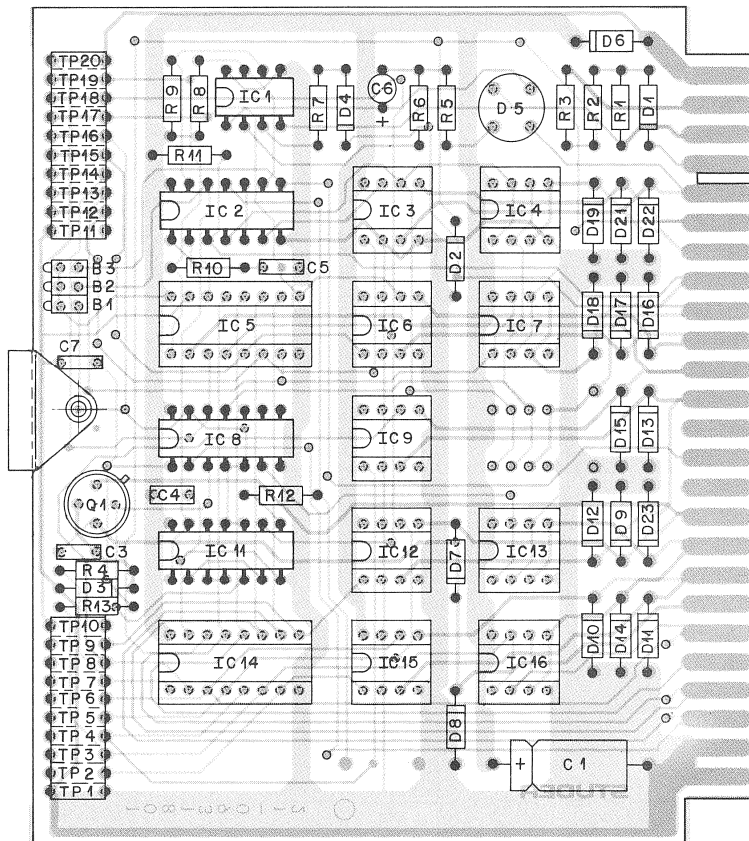 D6
TP20
TP19
TP18
TP17
TP16
TP15
TP14
TP13
TP12
TP11
R9
R8
IC1
R7
D4
C6
+
R6
R5
D5
R3
R2
R1
D1
R11
IC2
IC3
IC4
D19
D21
D22
D2
B3
B2
B1
R10
C5
IC5
IC6
IC7
D18
D17
D16
C7
IC8
IC9
D15
D13
Q1
C4
R12
C3
IC11
IC12
D7
IC13
D12
D9
D23
R4
D3
R13
TP10
TP9
TP8
TP7
TP6
TP5
TP4
TP3
TP2
TP1
IC14
IC15
IC16
D10
D14
D11
D8
+
C1
STUDER